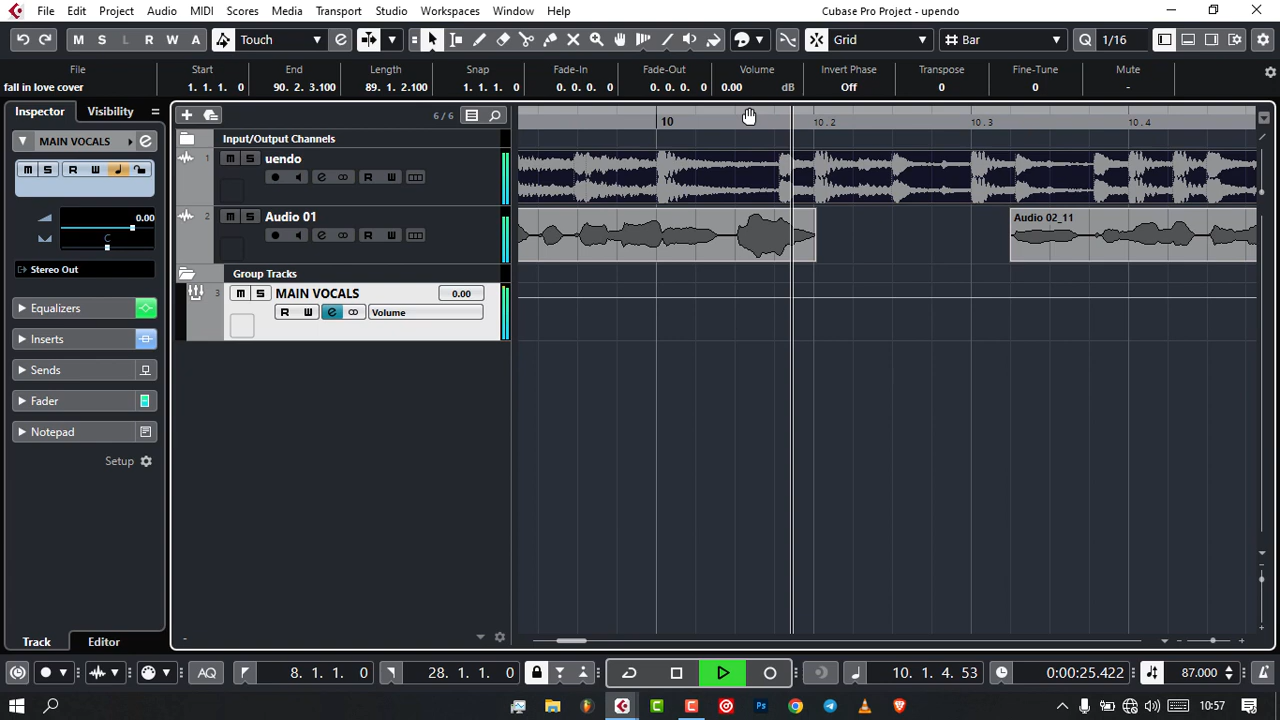 File Edit Project Audio MIDI Scores Media Transport Studio Workspaces Window Help Cubase Pro Project - upendo
M S L R W A Touch Grid Bar Q 1/16
File Start End Length Snap Fade-In Fade-Out Volume Invert Phase Transpose Fine-Tune Mute
fall in love cover 1. 1. 1. 0 90. 2. 3.100 89. 1. 2.100 1. 1. 1. 0 0. 0. 0. 0 0. 0. 0. 0 0.00 dB Off 0 0 -
Inspector Visibility 6 / 6 10 10.2 10.3 10.4
MAIN VOCALS e Input/Output Channels
M S R W 1 M S uendo
e R W
0.00 2 M S Audio 01 Audio 02_11
C e R W
Stereo Out Group Tracks
3 M S MAIN VOCALS 0.00
Equalizers R W e Volume
Inserts
Sends
Fader
Notepad
Setup
Track Editor -
AQ 8. 1. 1. 0 28. 1. 1. 0 10. 1. 4. 53 0:00:25.422 87.000
10:57